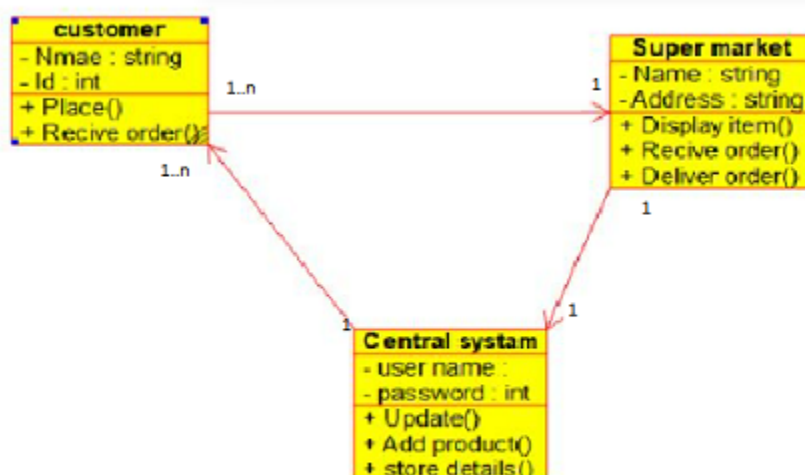 customer
- Nmae : string
- Id : int
+ Place()
+ Recive order()
1..n
1
Super market
- Name : string
- Address : string
+ Display item()
+ Recive order()
+ Deliver order()
1..n
1
1
1
Central systam
- user name :
- password : int
+ Update()
+ Add product()
+ store details()